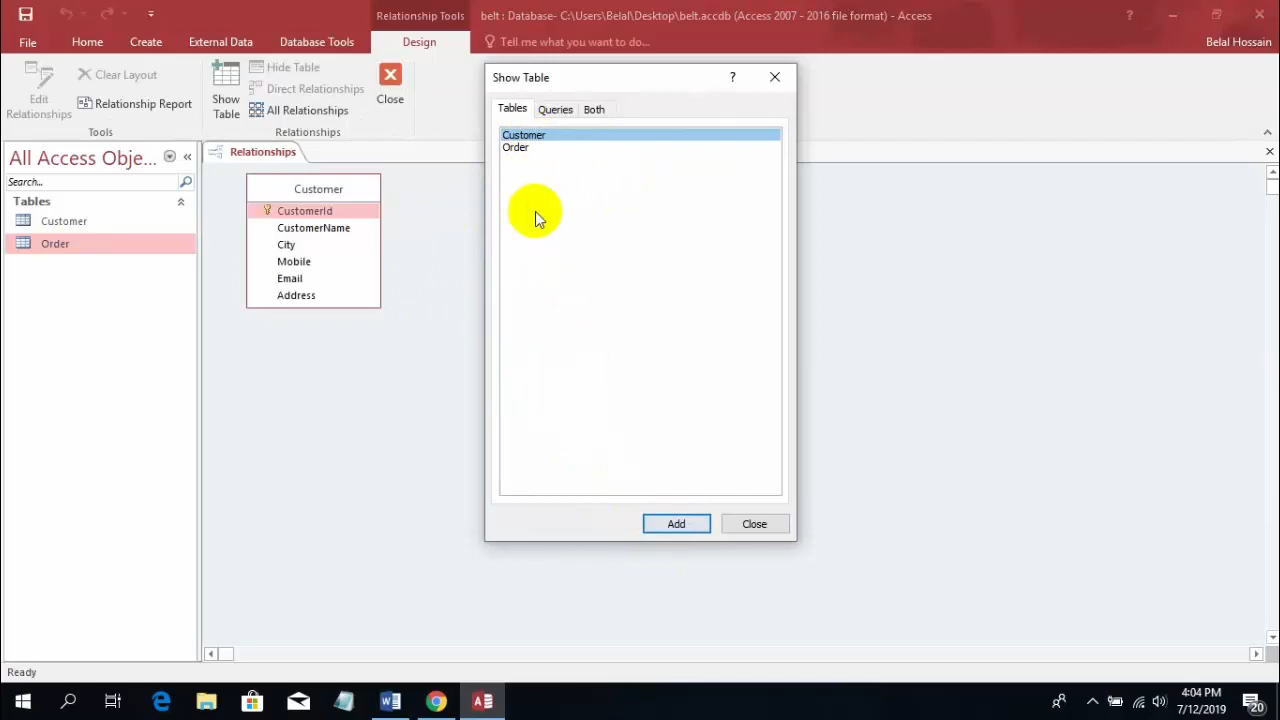 Relationship Tools
belt : Database- C:\Users\Belal\Desktop\belt.accdb (Access 2007 - 2016 file format) - Access
File
Home
Create
External Data
Database Tools
Design
Tell me what you want to do...
Belal Hossain
Edit
Relationships
Clear Layout
Relationship Report
Tools
Show
Table
Hide Table
Direct Relationships
All Relationships
Relationships
Close
Show Table
?
Tables
Queries
Both
Customer
Order
Add
Close
All Access Obje...
Search...
Tables
Customer
Order
Relationships
Customer
CustomerId
CustomerName
City
Mobile
Email
Address
Ready
4:04 PM
7/12/2019
20